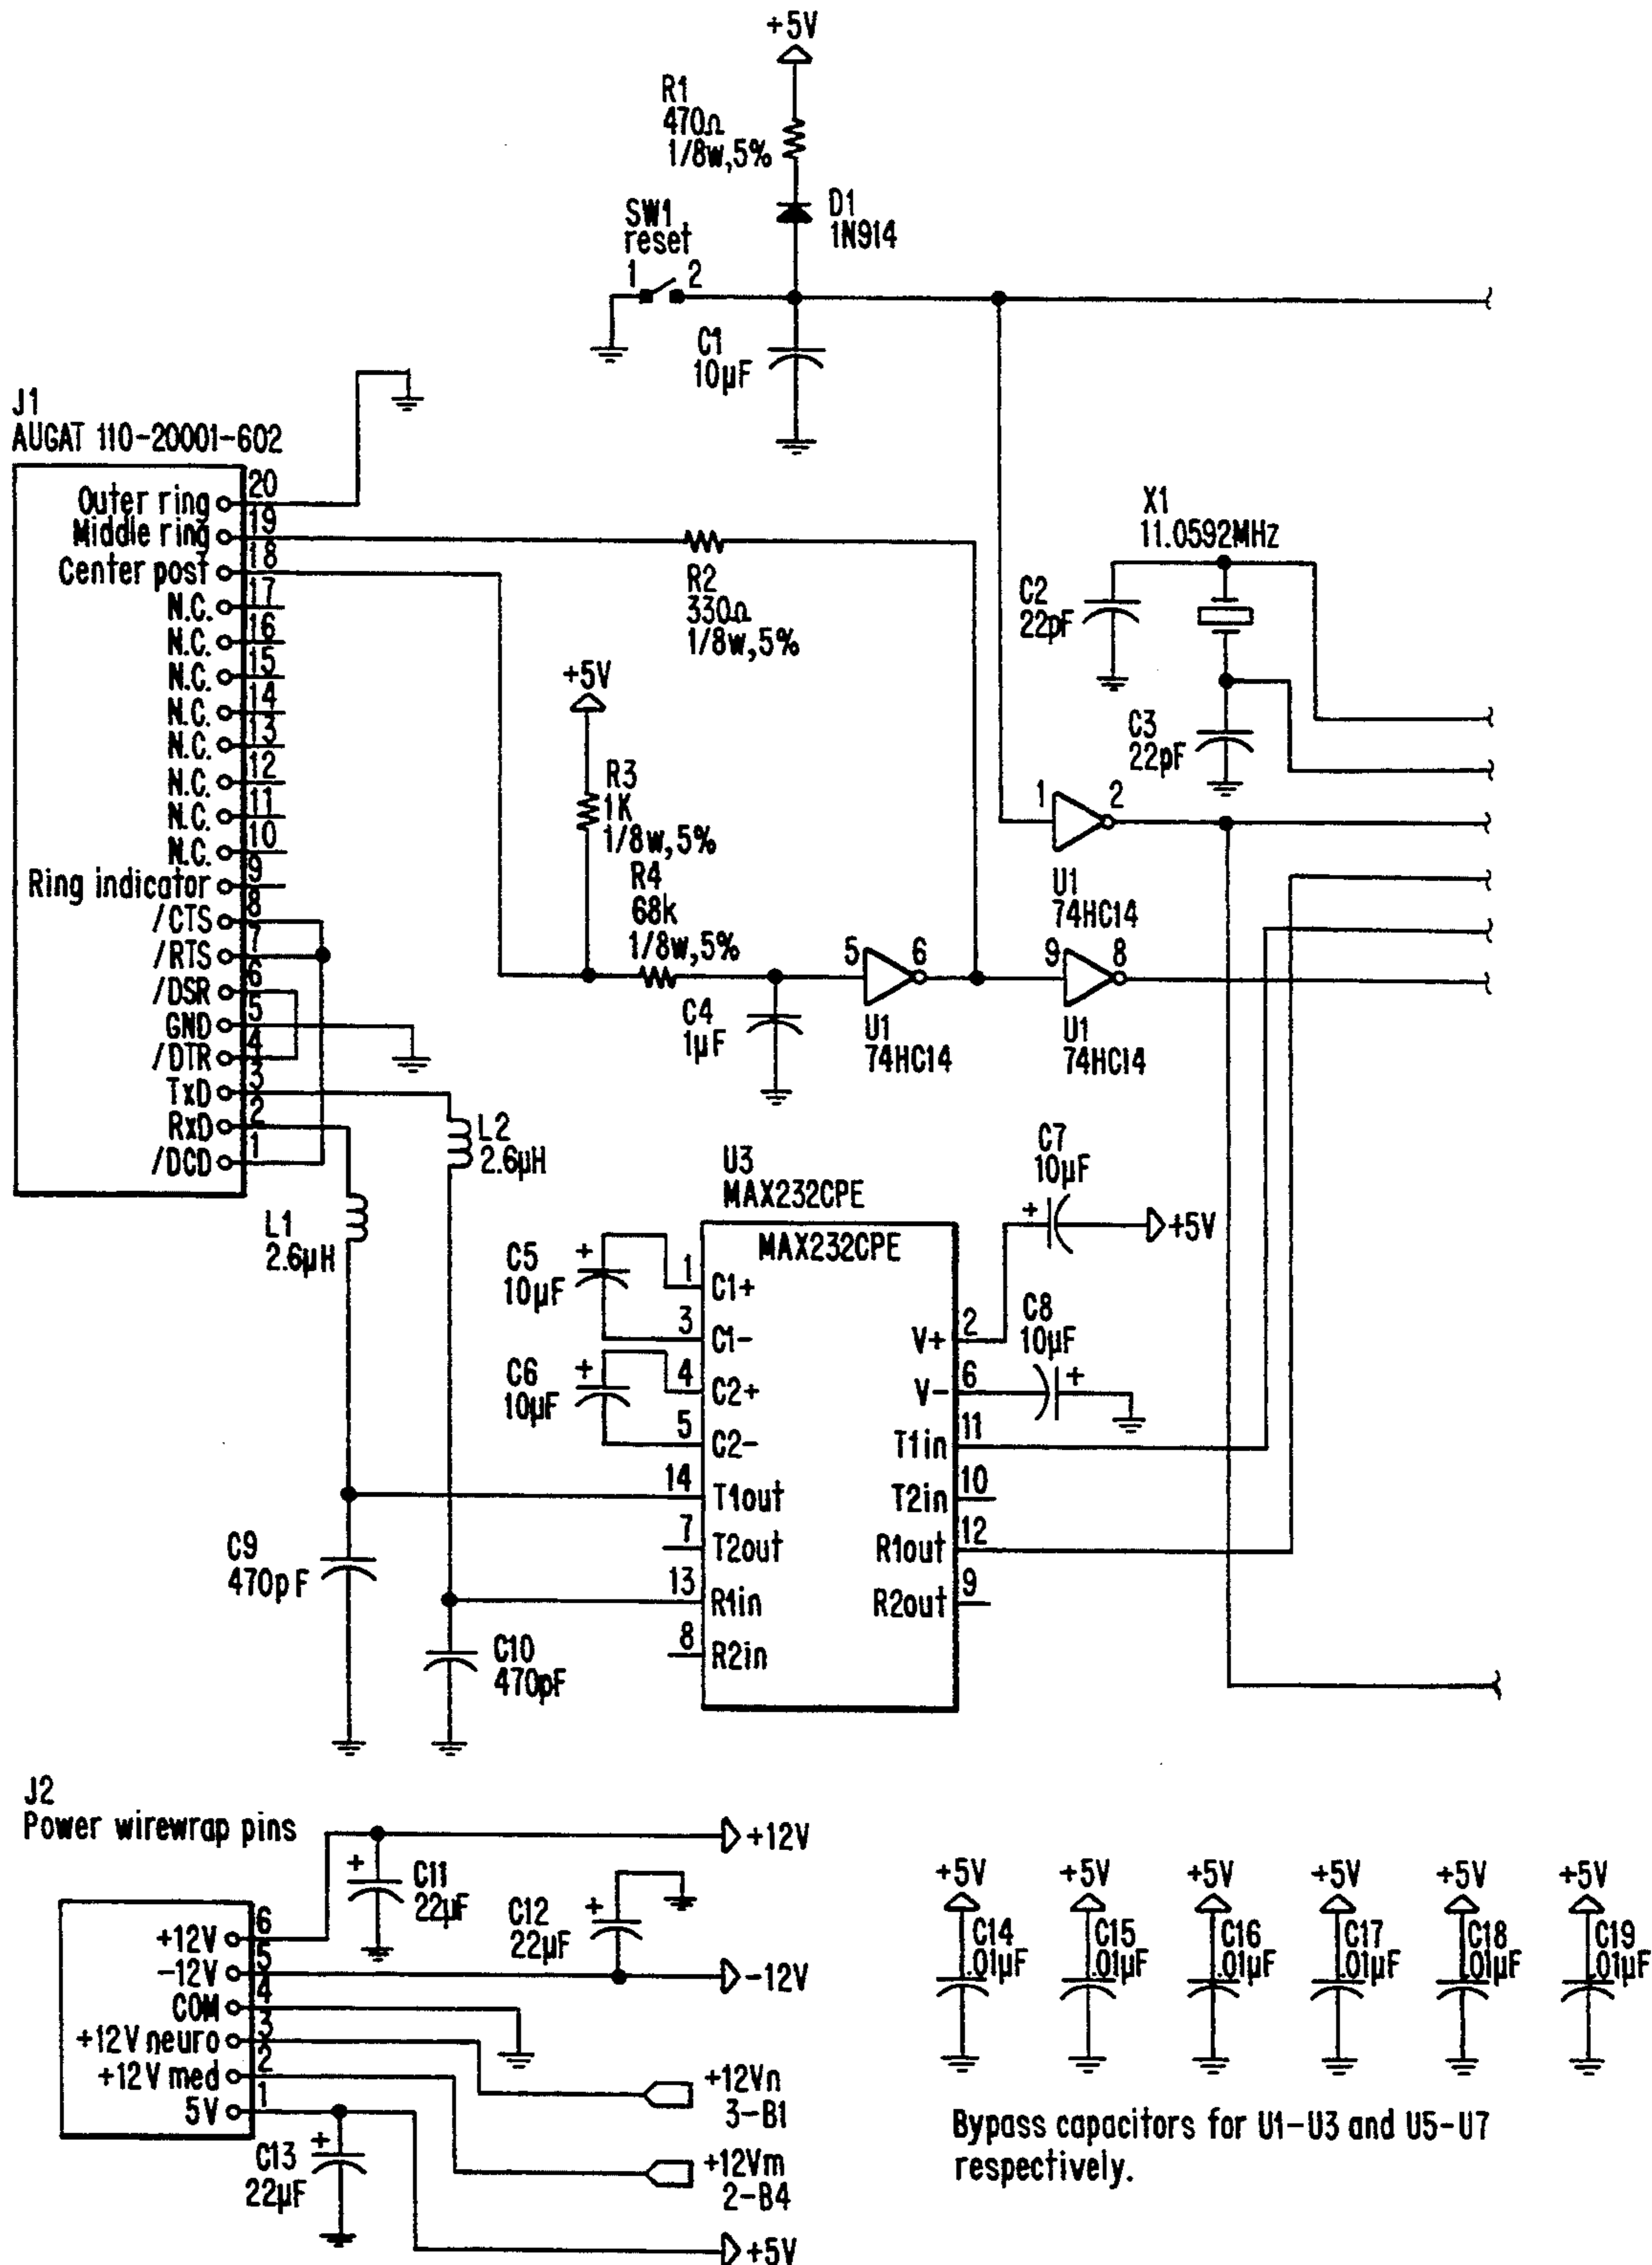 +5V
R1
470Ω
1/8w,5%
D1
1N914
SW1
reset
1 2
C1
10µF
J1
AUGAT 110-20001-602
Outer ring 20
Middle ring 19
Center post 18
N.C. 17
N.C. 16
N.C. 15
N.C. 14
N.C. 13
N.C. 12
N.C. 11
N.C. 10
Ring indicator 9
/CTS 8
/RTS 7
/DSR 6
GND 5
/DTR 4
TxD 3
RxD 2
/DCD 1
R2
330Ω
1/8w,5%
X1
11.0592MHz
C2
22pF
C3
22pF
+5V
R3
1K
1/8w,5%
R4
68k
1/8w,5%
C4
1µF
1 2
U1
74HC14
5 6
U1
74HC14
9 8
U1
74HC14
L2
2.6µH
L1
2.6µH
U3
MAX232CPE
MAX232CPE
C7
10µF
+
+5V
C5
10µF
+
C6
10µF
+
C8
10µF
+
1 C1+
3 C1-
4 C2+
5 C2-
14 T1out
7 T2out
13 R1in
8 R2in
V+ 2
V- 6
T1in 11
T2in 10
R1out 12
R2out 9
C9
470pF
C10
470pF
J2
Power wirewrap pins
+12V 6
-12V 5
COM 4
+12V neuro 3
+12V med 2
5V 1
+
C11
22µF
+12V
C12
22µF
+
-12V
+12Vn
3-B1
+12Vm
2-B4
+
C13
22µF
+5V
+5V +5V +5V +5V +5V +5V
C14 C15 C16 C17 C18 C19
.01µF .01µF .01µF .01µF .01µF .01µF
Bypass capacitors for U1-U3 and U5-U7
respectively.